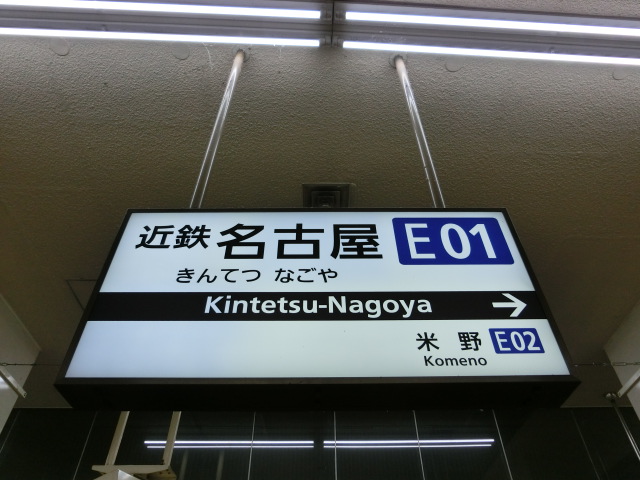 近鉄 名古屋 E01
きんてつ なごや
Kintetsu-Nagoya →
米野 E02
Komeno